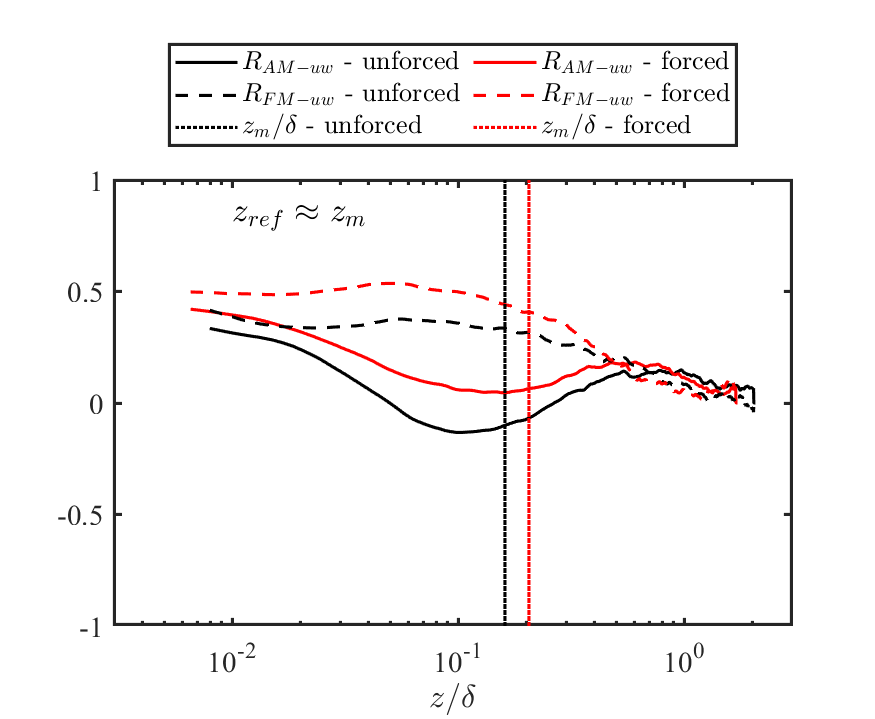 R_{AM-uw} - unforced R_{AM-uw} - forced
R_{FM-uw} - unforced R_{FM-uw} - forced
z_m/δ - unforced z_m/δ - forced
z_{ref} ≈ z_m
1
0.5
0
-0.5
-1
10^{-2} 10^{-1} 10^{0}
z/δ